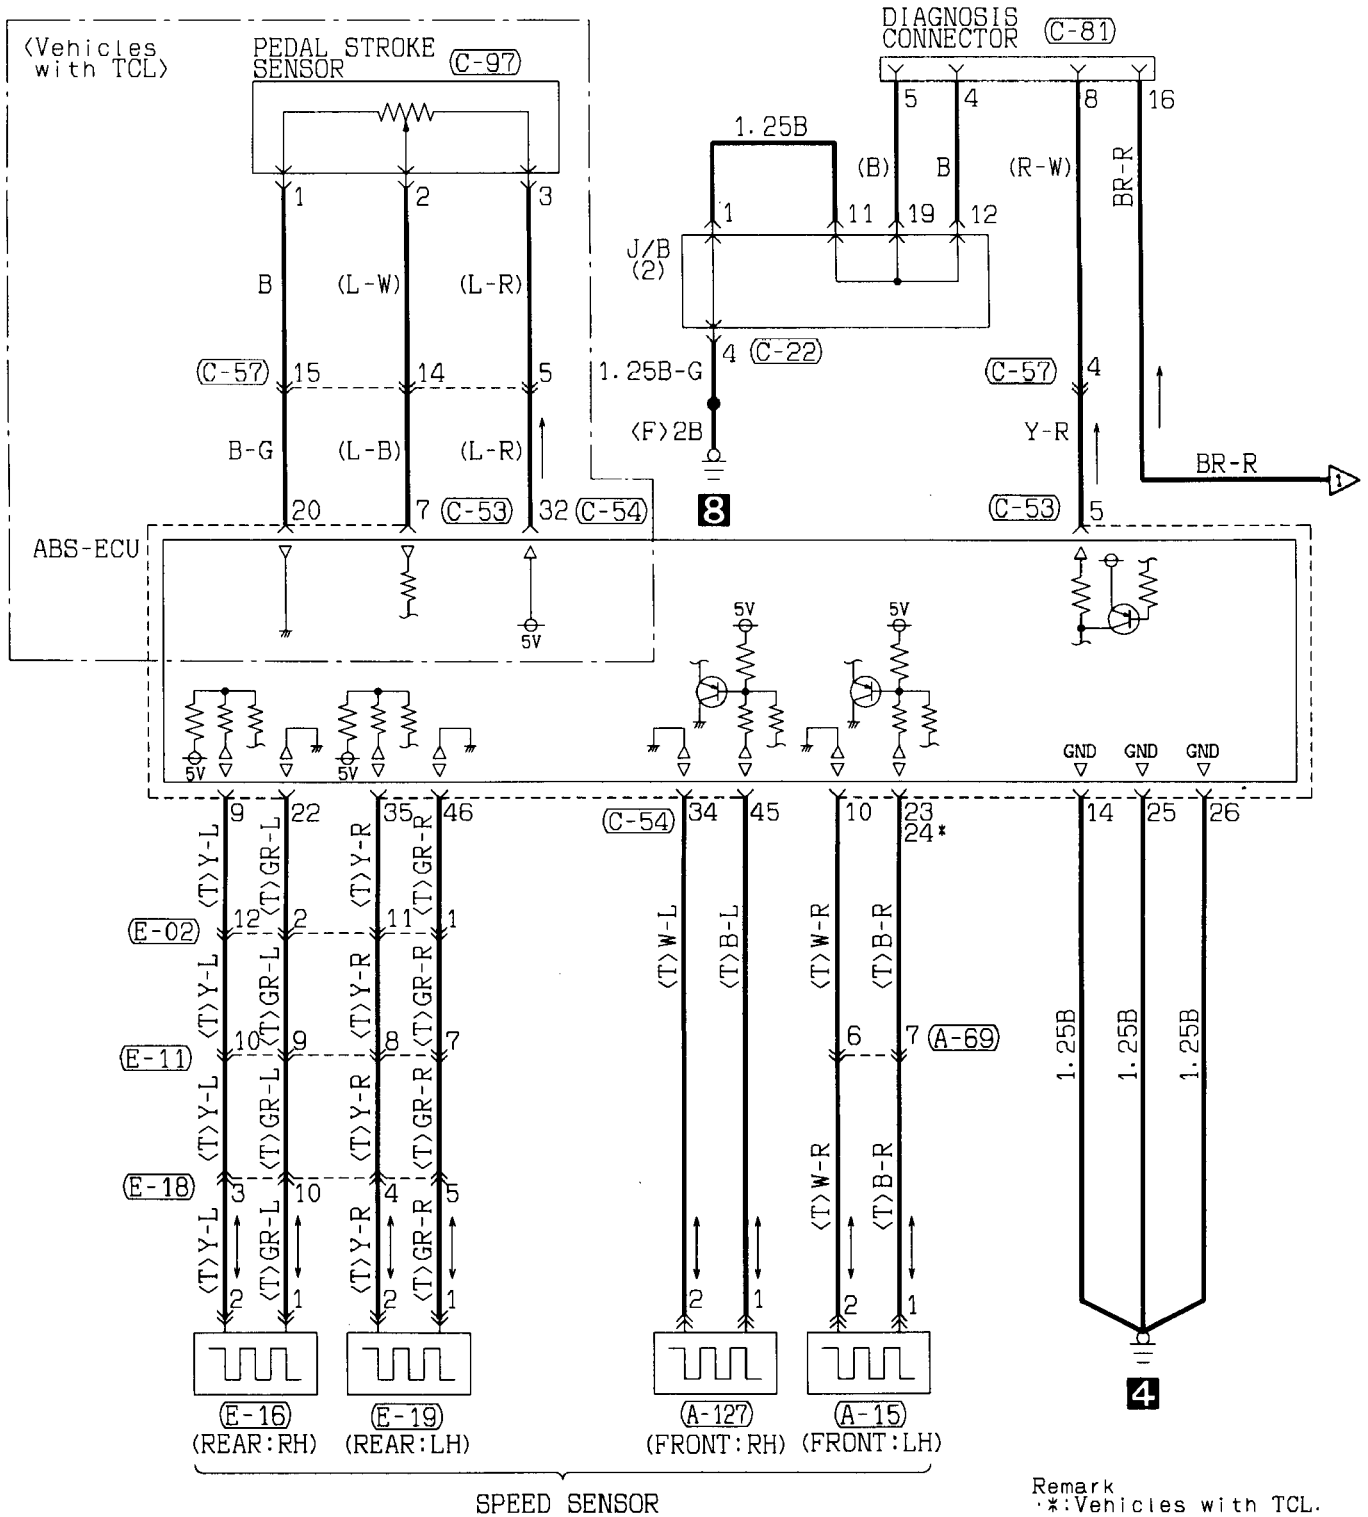 DIAGNOSIS
CONNECTOR (C-81)
<Vehicles
with TCL>
PEDAL STROKE
SENSOR (C-97)
5 4 8 16
1.25B
(B) B (R-W) BR-R
1 2 3
1 11 19 12
J/B
(2)
B (L-W) (L-R)
4 (C-22)
(C-57) 15 14 5
1.25B-G
(C-57) 4
<F>2B
Y-R
B-G (L-B) (L-R)
BR-R 1
8
20 7 (C-53) 32 (C-54)
(C-53) 5
ABS-ECU
5V
5V 5V
5V 5V
GND GND GND
9 22 35 46 (C-54) 34 45 10 23 14 25 26
24*
<T>Y-L <T>GR-L <T>Y-R <T>GR-R
(E-02) 12 2 11 1
<T>W-L <T>B-L <T>W-R <T>B-R
<T>Y-L <T>GR-L <T>Y-R <T>GR-R
(E-11) 10 9 8 7
6 7 (A-69)
1.25B 1.25B 1.25B
<T>Y-L <T>GR-L <T>Y-R <T>GR-R
<T>W-R <T>B-R
(E-18) 3 10 4 5
<T>Y-L <T>GR-L <T>Y-R <T>GR-R
2 1 2 1 2 1 2 1
4
(E-16) (E-19) (A-127) (A-15)
(REAR:RH) (REAR:LH) (FRONT:RH) (FRONT:LH)
SPEED SENSOR
Remark
*:Vehicles with TCL.